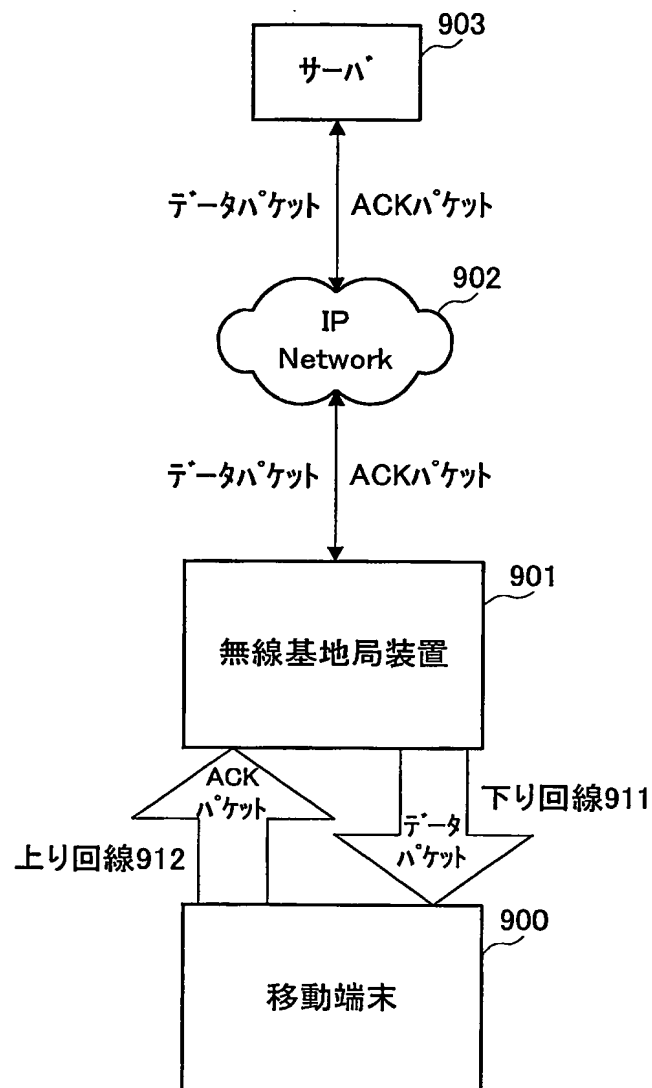 903
サーバ
データパケット ACKパケット
902
IP
Network
データパケット ACKパケット
901
無線基地局装置
ACK
パケット
下り回線911
データ
パケット
上り回線912
900
移動端末